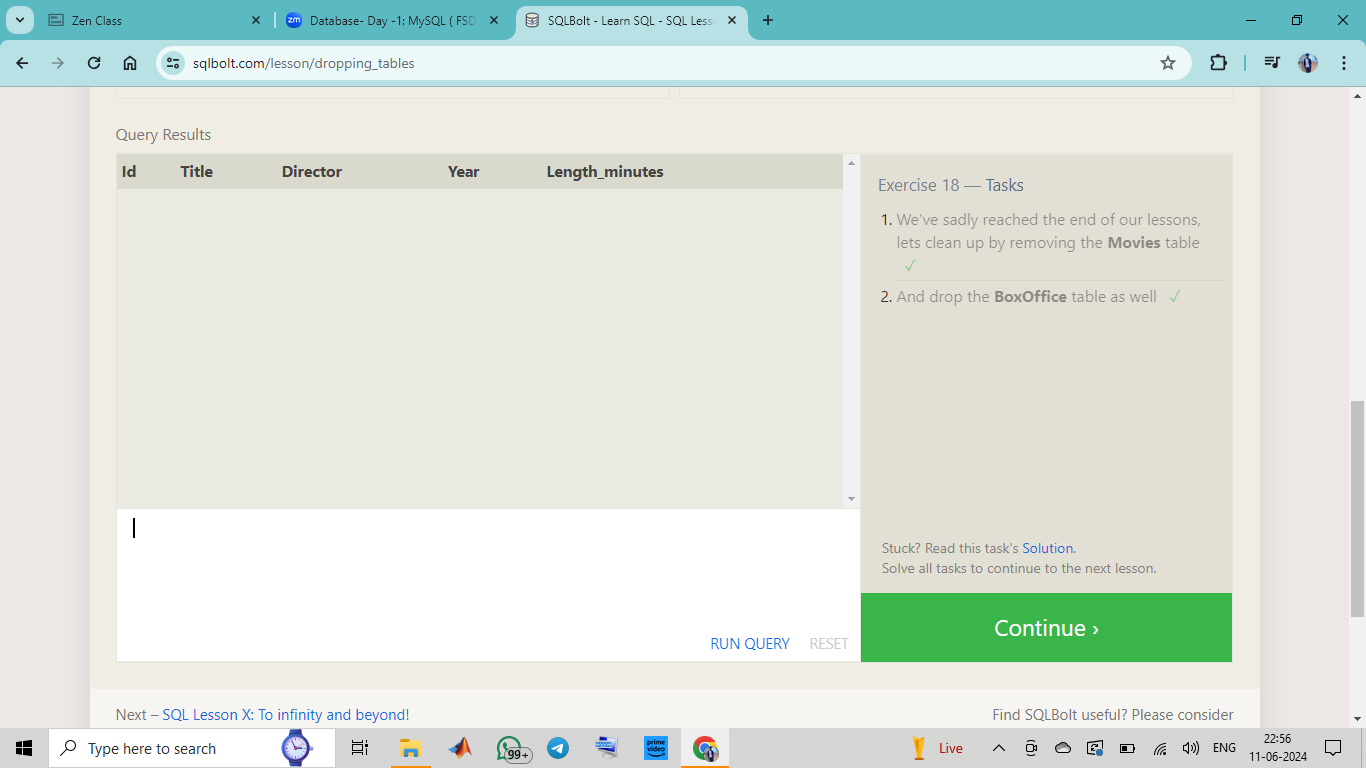 Zen Class
Database- Day -1: MySQL ( FSD
SQLBolt - Learn SQL - SQL Less
sqlbolt.com/lesson/dropping_tables
Query Results
Id Title Director Year Length_minutes
Exercise 18 — Tasks
1. We've sadly reached the end of our lessons,
lets clean up by removing the Movies table
✓
2. And drop the BoxOffice table as well ✓
Stuck? Read this task's Solution.
Solve all tasks to continue to the next lesson.
Continue ›
RUN QUERY RESET
Next – SQL Lesson X: To infinity and beyond!
Find SQLBolt useful? Please consider
Type here to search
99+
prime
video
Live
ENG
22:56
11-06-2024